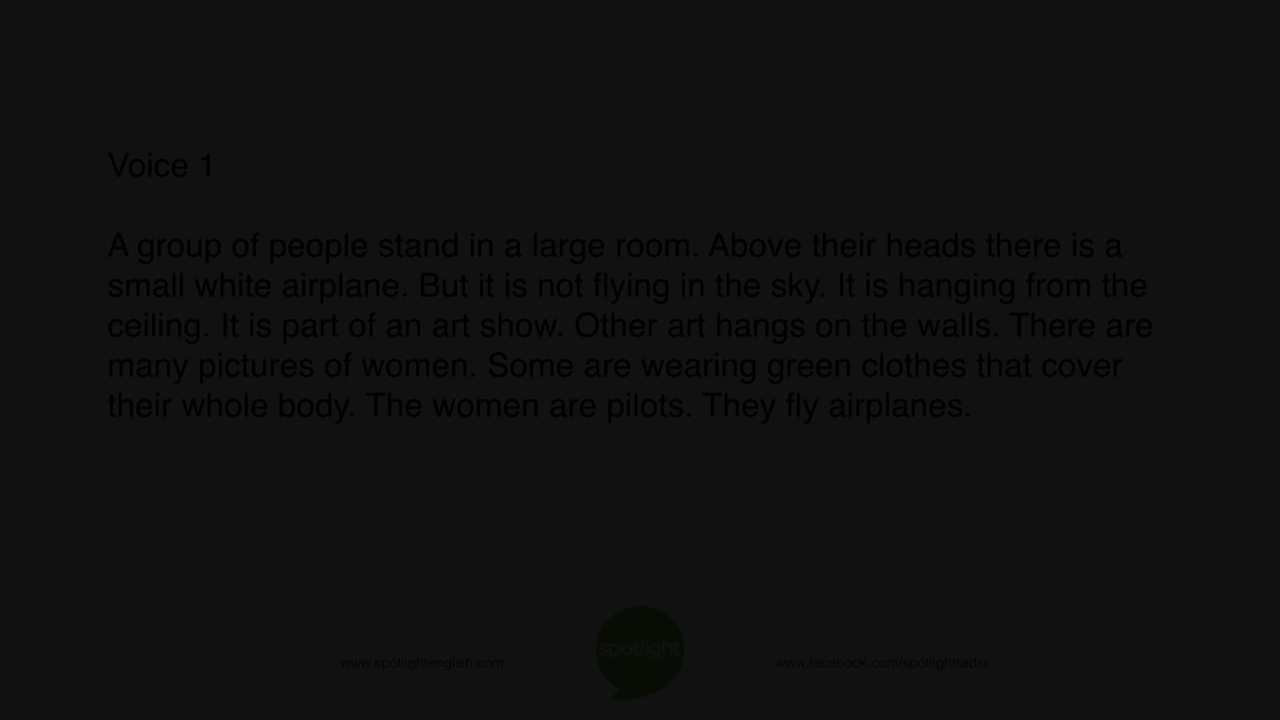 Voice 1
A group of people stand in a large room. Above their heads there is a
small white airplane. But it is not flying in the sky. It is hanging from the
ceiling. It is part of an art show. Other art hangs on the walls. There are
many pictures of women. Some are wearing green clothes that cover
their whole body. The women are pilots. They fly airplanes.
spotlight
www.spotlightenglish.com
www.facebook.com/spotlightradio